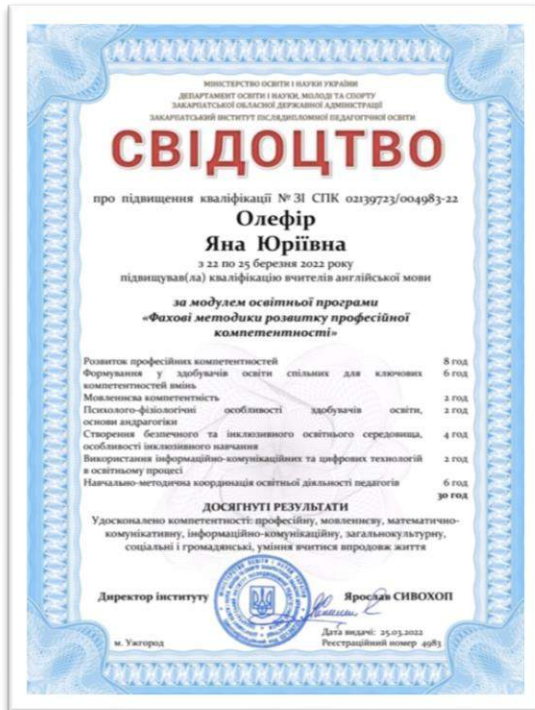 МІНІСТЕРСТВО ОСВІТИ І НАУКИ УКРАЇНИ
ДЕПАРТАМЕНТ ОСВІТИ І НАУКИ, МОЛОДІ ТА СПОРТУ
ЗАКАРПАТСЬКОЇ ОБЛАСНОЇ ДЕРЖАВНОЇ АДМІНІСТРАЦІЇ
ЗАКАРПАТСЬКИЙ ІНСТИТУТ ПІСЛЯДИПЛОМНОЇ ПЕДАГОГІЧНОЇ ОСВІТИ
СВІДОЦТВО
про підвищення кваліфікації № ЗІ СПК 02139723/004983-22
Олефір
Яна Юріївна
з 22 по 25 березня 2022 року
підвищував(ла) кваліфікацію вчителів англійської мови
за модулем освітньої програми
«Фахові методики розвитку професійної
компетентності»
Розвиток професійних компетентностей 8 год
Формування у здобувачів освіти спільних для ключових 6 год
компетентностей вмінь
Мовленнєва компетентність 2 год
Психолого-фізіологічні особливості здобувачів освіти, 2 год
основи андрагогіки
Створення безпечного та інклюзивного освітнього середовища, 4 год
особливості інклюзивного навчання
Використання інформаційно-комунікаційних та цифрових технологій 2 год
в освітньому процесі
Навчально-методична координація освітньої діяльності педагогів 6 год
30 год
ДОСЯГНУТІ РЕЗУЛЬТАТИ
Удосконалено компетентності: професійну, мовленнєву, математично-
комунікативну, інформаційно-комунікаційну, загальнокультурну,
соціальні і громадянські, уміння вчитися впродовж життя
Директор інституту Ярослав СИВОХОП
Дата видачі: 25.03.2022
м. Ужгород Реєстраційний номер 4983